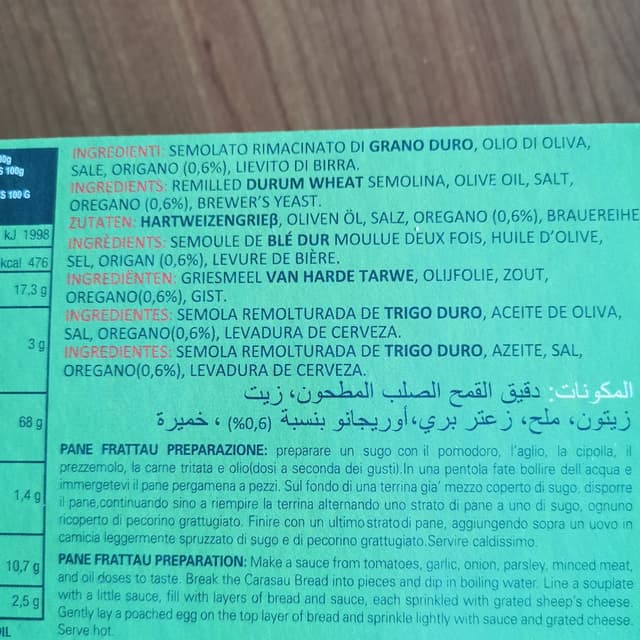 00g
S 100g
S 100 G
kJ 1998
kcal 476
17,3 g
3 g
68 g
1,4 g
10,7 g
2,5 g
OIL
INGREDIENTI: SEMOLATO RIMACINATO DI GRANO DURO, OLIO DI OLIVA,
SALE, ORIGANO (0,6%), LIEVITO DI BIRRA.
INGREDIENTS: REMILLED DURUM WHEAT SEMOLINA, OLIVE OIL, SALT,
OREGANO (0,6%), BREWER'S YEAST.
ZUTATEN: HARTWEIZENGRIEβ, OLIVEN ÖL, SALZ, OREGANO (0,6%), BRAUEREIHE
INGRÈDIENTS: SEMOULE DE BLÉ DUR MOULUE DEUX FOIS, HUILE D'OLIVE,
SEL, ORIGAN (0,6%), LEVURE DE BIÈRE.
INGREDIËNTEN: GRIESMEEL VAN HARDE TARWE, OLIJFOLIE, ZOUT,
OREGANO(0,6%), GIST.
INGREDIENTES: SEMOLA REMOLTURADA DE TRIGO DURO, ACEITE DE OLIVA,
SAL, OREGANO(0,6%), LEVADURA DE CERVEZA.
INGREDIENTES: SEMOLA REMOLTURADA DE TRIGO DURO, AZEITE, SAL,
OREGANO(0,6%), LEVADURA DE CERVEZA.
المكونات: دقيق القمح الصلب المطحون، زيت
زيتون، ملح، زعتر بري،أوريجانو بنسبة (0,6%) ، خميرة
PANE FRATTAU PREPARAZIONE: preparare un sugo con il pomodoro, l'aglio, la cipolla, il
prezzemolo, la carne tritata e olio(dosi a seconda dei gusti).In una pentola fate bollire dell'acqua e
immergetevi il pane pergamena a pezzi. Sul fondo di una terrina gia' mezzo coperto di sugo, disporre
il pane,continuando sino a riempire la terrina alternando uno strato di pane a uno di sugo, ognuno
ricoperto di pecorino grattugiato. Finire con un ultimo strato di pane, aggiungendo sopra un uovo in
camicia leggermente spruzzato di sugo e di pecorino grattugiato.Servire caldissimo.
PANE FRATTAU PREPARATION: Make a sauce from tomatoes, garlic, onion, parsley, minced meat,
and oil doses to taste. Break the Carasau Bread into pieces and dip in boiling water. Line a souplate
with a little sauce, fill with layers of bread and sauce, each sprinkled with grated sheep's cheese.
Gently lay a poached egg on the top layer of bread and sprinkle lightly with sauce and grated cheese.
Serve hot.